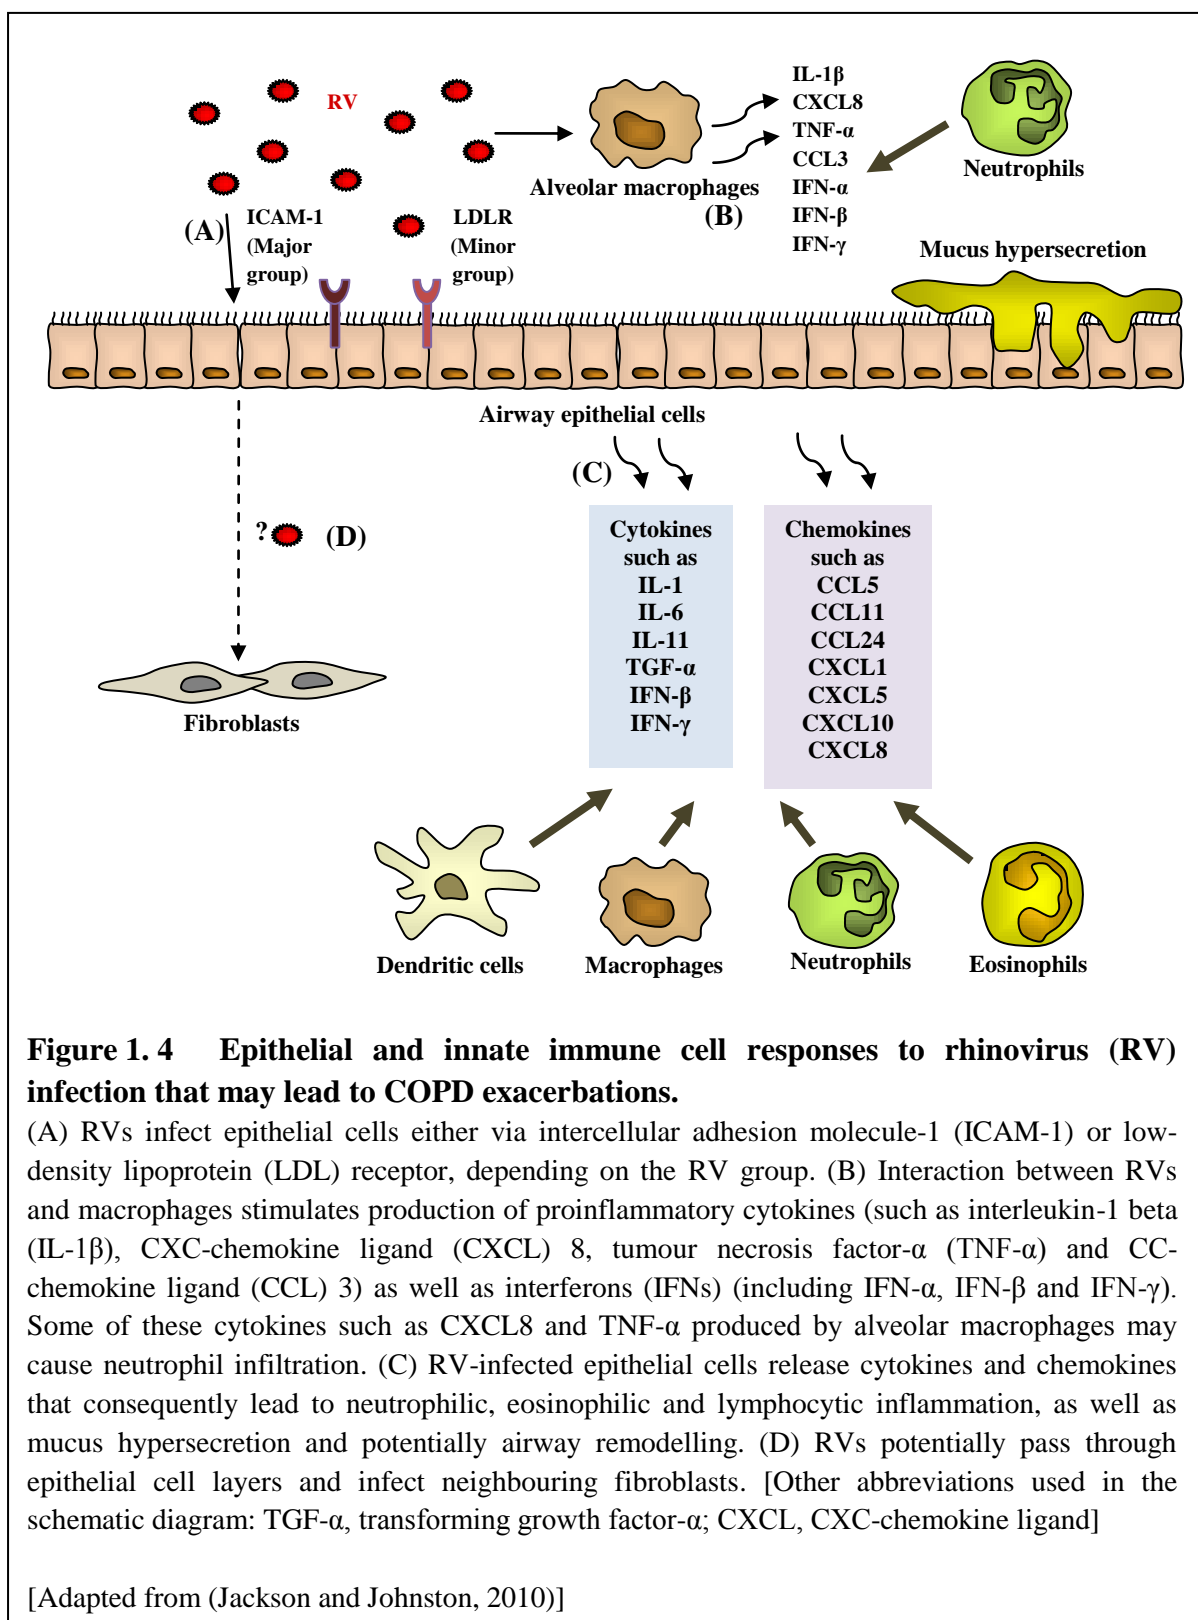 RV
IL-1β
CXCL8
TNF-α
CCL3
IFN-α
IFN-β
IFN-γ
Neutrophils
Alveolar macrophages
(B)
(A)
ICAM-1
(Major
group)
LDLR
(Minor
group)
Mucus hypersecretion
Airway epithelial cells
(C)
?
(D)
Cytokines
such as
IL-1
IL-6
IL-11
TGF-α
IFN-β
IFN-γ
Chemokines
such as
CCL5
CCL11
CCL24
CXCL1
CXCL5
CXCL10
CXCL8
Fibroblasts
Dendritic cells
Macrophages
Neutrophils
Eosinophils
Figure 1. 4 Epithelial and innate immune cell responses to rhinovirus (RV)
infection that may lead to COPD exacerbations.
(A) RVs infect epithelial cells either via intercellular adhesion molecule-1 (ICAM-1) or low-
density lipoprotein (LDL) receptor, depending on the RV group. (B) Interaction between RVs
and macrophages stimulates production of proinflammatory cytokines (such as interleukin-1 beta
(IL-1β), CXC-chemokine ligand (CXCL) 8, tumour necrosis factor-α (TNF-α) and CC-
chemokine ligand (CCL) 3) as well as interferons (IFNs) (including IFN-α, IFN-β and IFN-γ).
Some of these cytokines such as CXCL8 and TNF-α produced by alveolar macrophages may
cause neutrophil infiltration. (C) RV-infected epithelial cells release cytokines and chemokines
that consequently lead to neutrophilic, eosinophilic and lymphocytic inflammation, as well as
mucus hypersecretion and potentially airway remodelling. (D) RVs potentially pass through
epithelial cell layers and infect neighbouring fibroblasts. [Other abbreviations used in the
schematic diagram: TGF-α, transforming growth factor-α; CXCL, CXC-chemokine ligand]
[Adapted from (Jackson and Johnston, 2010)]